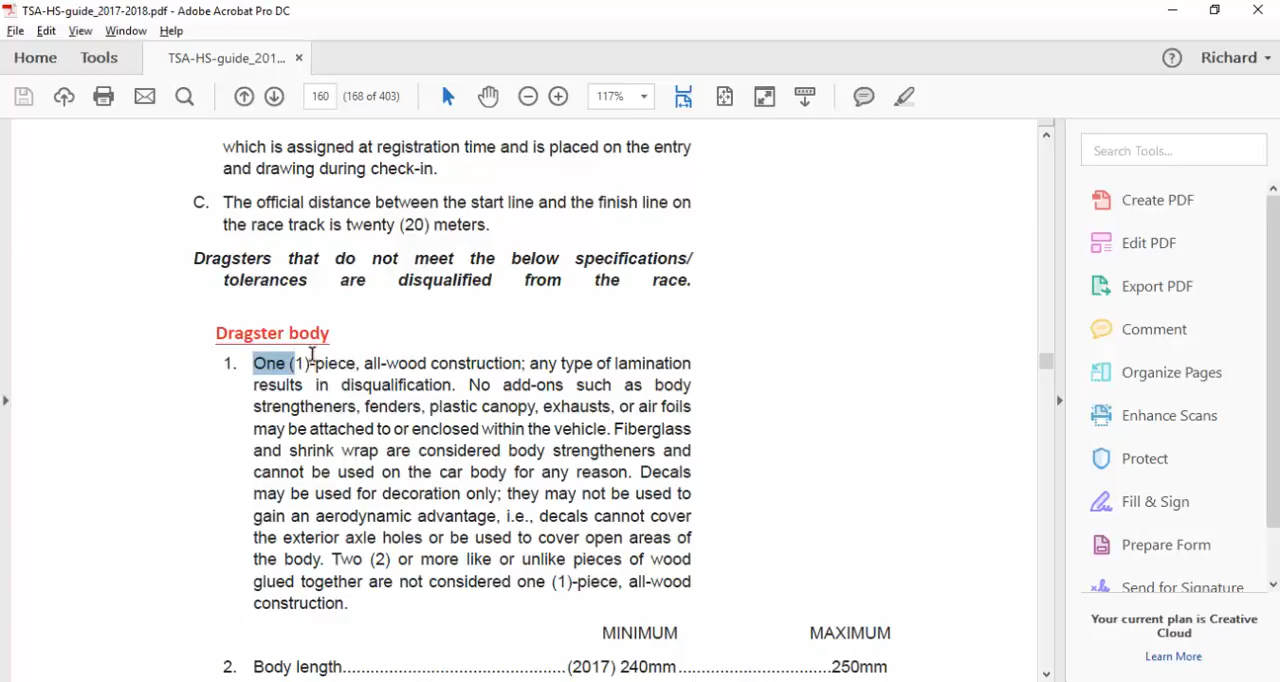 TSA-HS-guide_2017-2018.pdf - Adobe Acrobat Pro DC
File Edit View Window Help
Home Tools TSA-HS-guide_201... × ? Richard
160 (168 of 403) 117%
which is assigned at registration time and is placed on the entry
and drawing during check-in.
C. The official distance between the start line and the finish line on
the race track is twenty (20) meters.
Dragsters that do not meet the below specifications/
tolerances are disqualified from the race.
Dragster body
1. One (1)-piece, all-wood construction; any type of lamination
results in disqualification. No add-ons such as body
strengtheners, fenders, plastic canopy, exhausts, or air foils
may be attached to or enclosed within the vehicle. Fiberglass
and shrink wrap are considered body strengtheners and
cannot be used on the car body for any reason. Decals
may be used for decoration only; they may not be used to
gain an aerodynamic advantage, i.e., decals cannot cover
the exterior axle holes or be used to cover open areas of
the body. Two (2) or more like or unlike pieces of wood
glued together are not considered one (1)-piece, all-wood
construction.
MINIMUM MAXIMUM
2. Body length..........................................(2017) 240mm.............................250mm
Search Tools...
Create PDF
Edit PDF
Export PDF
Comment
Organize Pages
Enhance Scans
Protect
Fill & Sign
Prepare Form
Send for Signature
Your current plan is Creative
Cloud
Learn More